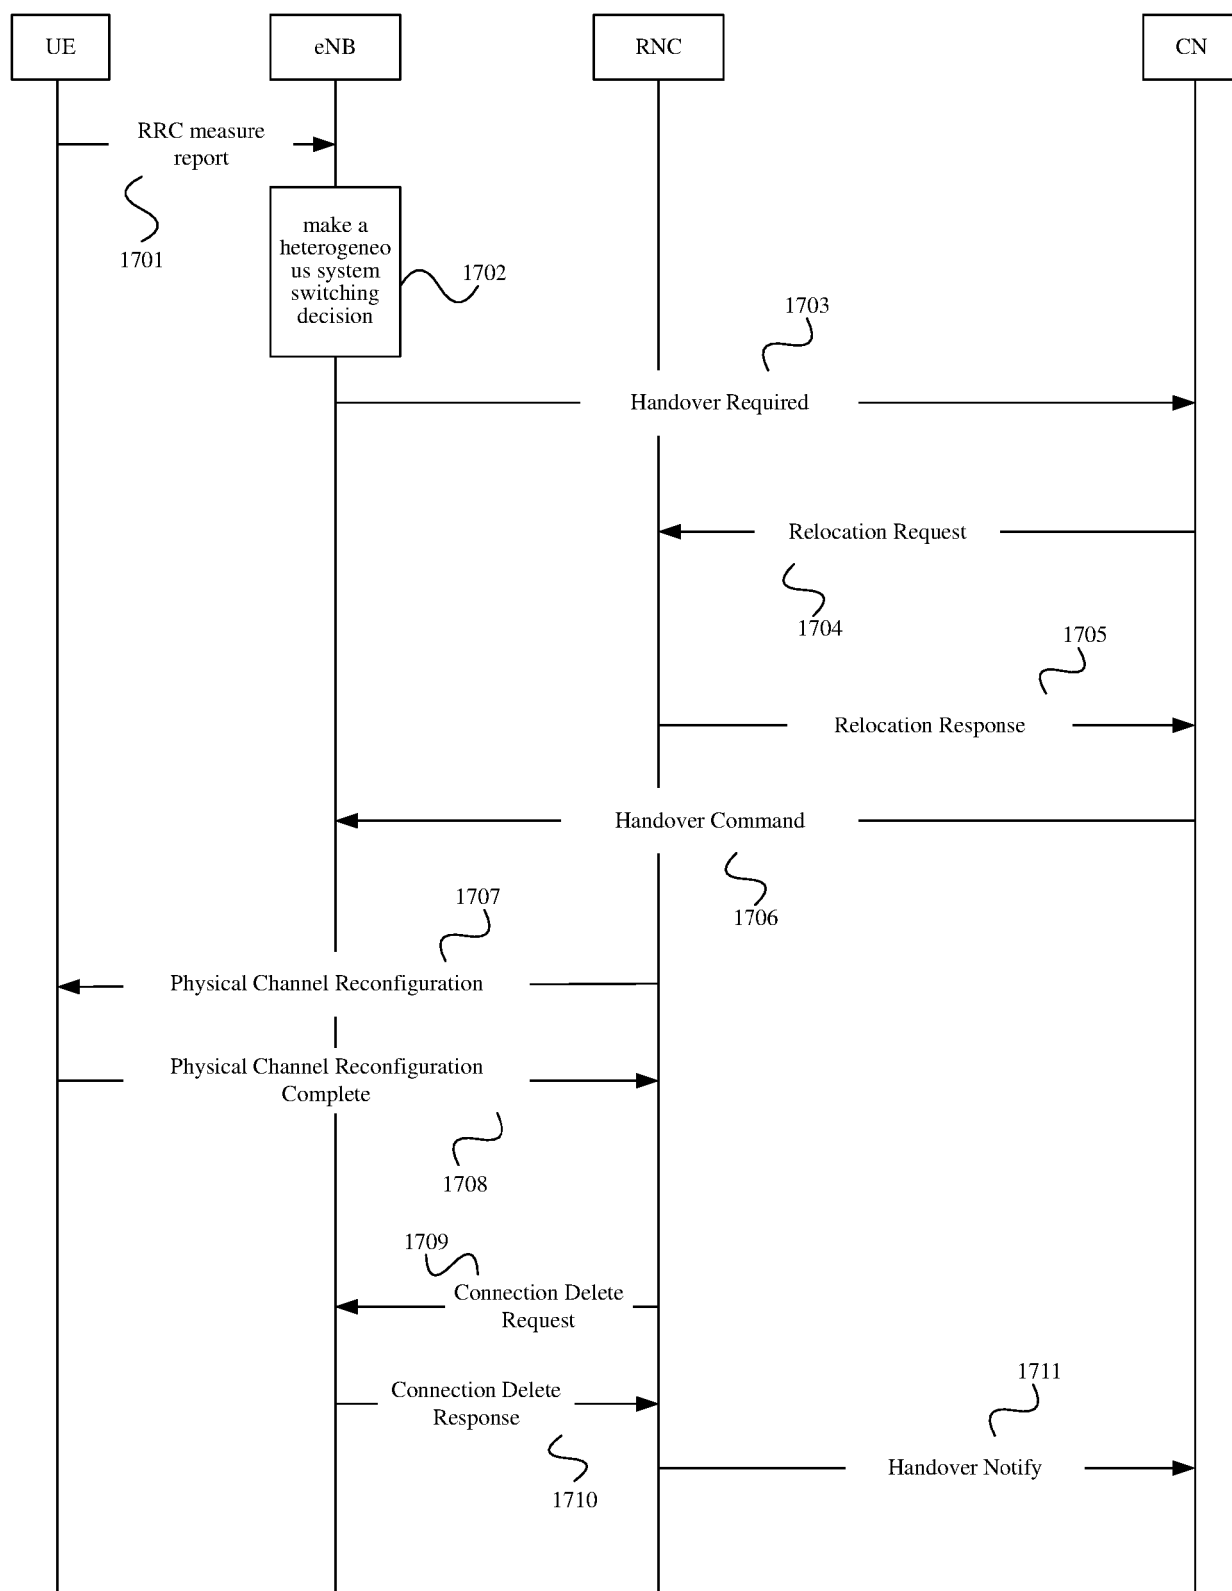 UE
eNB
RNC
CN
RRC measure
report
1701
make a
heterogeneo
us system
switching
decision
1702
1703
Handover Required
Relocation Request
1704
1705
Relocation Response
Handover Command
1706
1707
Physical Channel Reconfiguration
Physical Channel Reconfiguration
Complete
1708
1709
Connection Delete
Request
Connection Delete
Response
1710
1711
Handover Notify